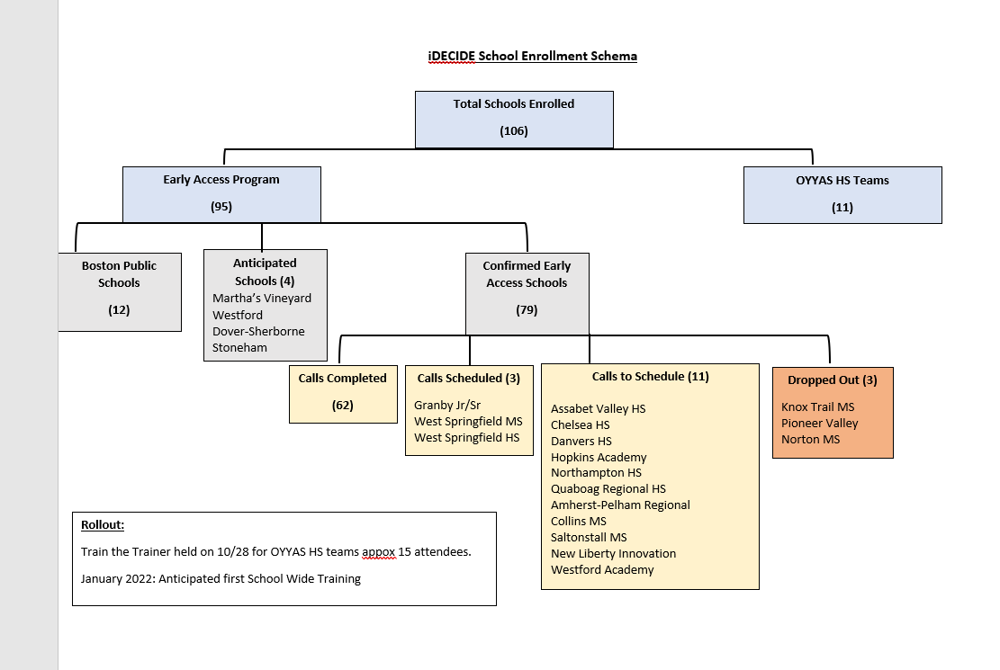 iDECIDE School Enrollment Schema
Total Schools Enrolled
(106)
Early Access Program
(95)
OYYAS HS Teams
(11)
Boston Public
Schools
(12)
Anticipated
Schools (4)
Martha’s Vineyard
Westford
Dover-Sherborne
Stoneham
Confirmed Early
Access Schools
(79)
Calls Completed
(62)
Calls Scheduled (3)
Granby Jr/Sr
West Springfield MS
West Springfield HS
Calls to Schedule (11)
Assabet Valley HS
Chelsea HS
Danvers HS
Hopkins Academy
Northampton HS
Quaboag Regional HS
Amherst-Pelham Regional
Collins MS
Saltonstall MS
New Liberty Innovation
Westford Academy
Dropped Out (3)
Knox Trail MS
Pioneer Valley
Norton MS
Rollout:
Train the Trainer held on 10/28 for OYYAS HS teams appox 15 attendees.
January 2022: Anticipated first School Wide Training